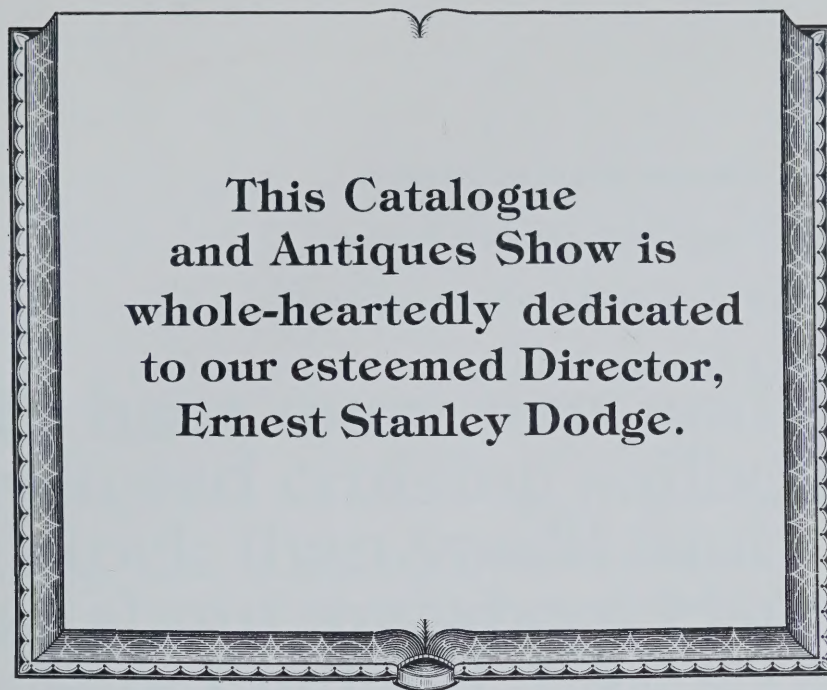 This Catalogue
and Antiques Show is
whole-heartedly dedicated
to our esteemed Director,
Ernest Stanley Dodge.